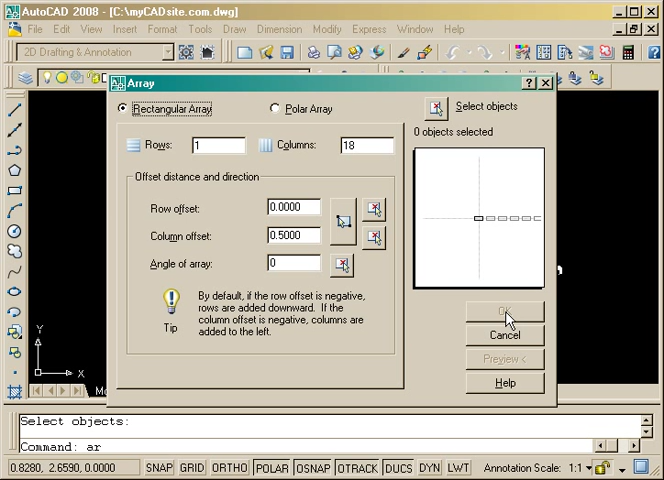 AutoCAD 2008 - [C:\myCADsite.com.dwg]
File Edit View Insert Format Tools Draw Dimension Modify Express Window Help
2D Drafting & Annotation
Array
Rectangular Array
Polar Array
Select objects
0 objects selected
Rows: 1
Columns: 18
Offset distance and direction
Row offset: 0.0000
Column offset: 0.5000
Angle of array: 0
Tip
By default, if the row offset is negative,
rows are added downward. If the
column offset is negative, columns are
added to the left.
OK
Cancel
Preview <
Help
Y
X
Select objects:
Command: ar
0.8280, 2.6590, 0.0000
SNAP GRID ORTHO POLAR OSNAP OTRACK DUCS DYN LWT Annotation Scale: 1:1